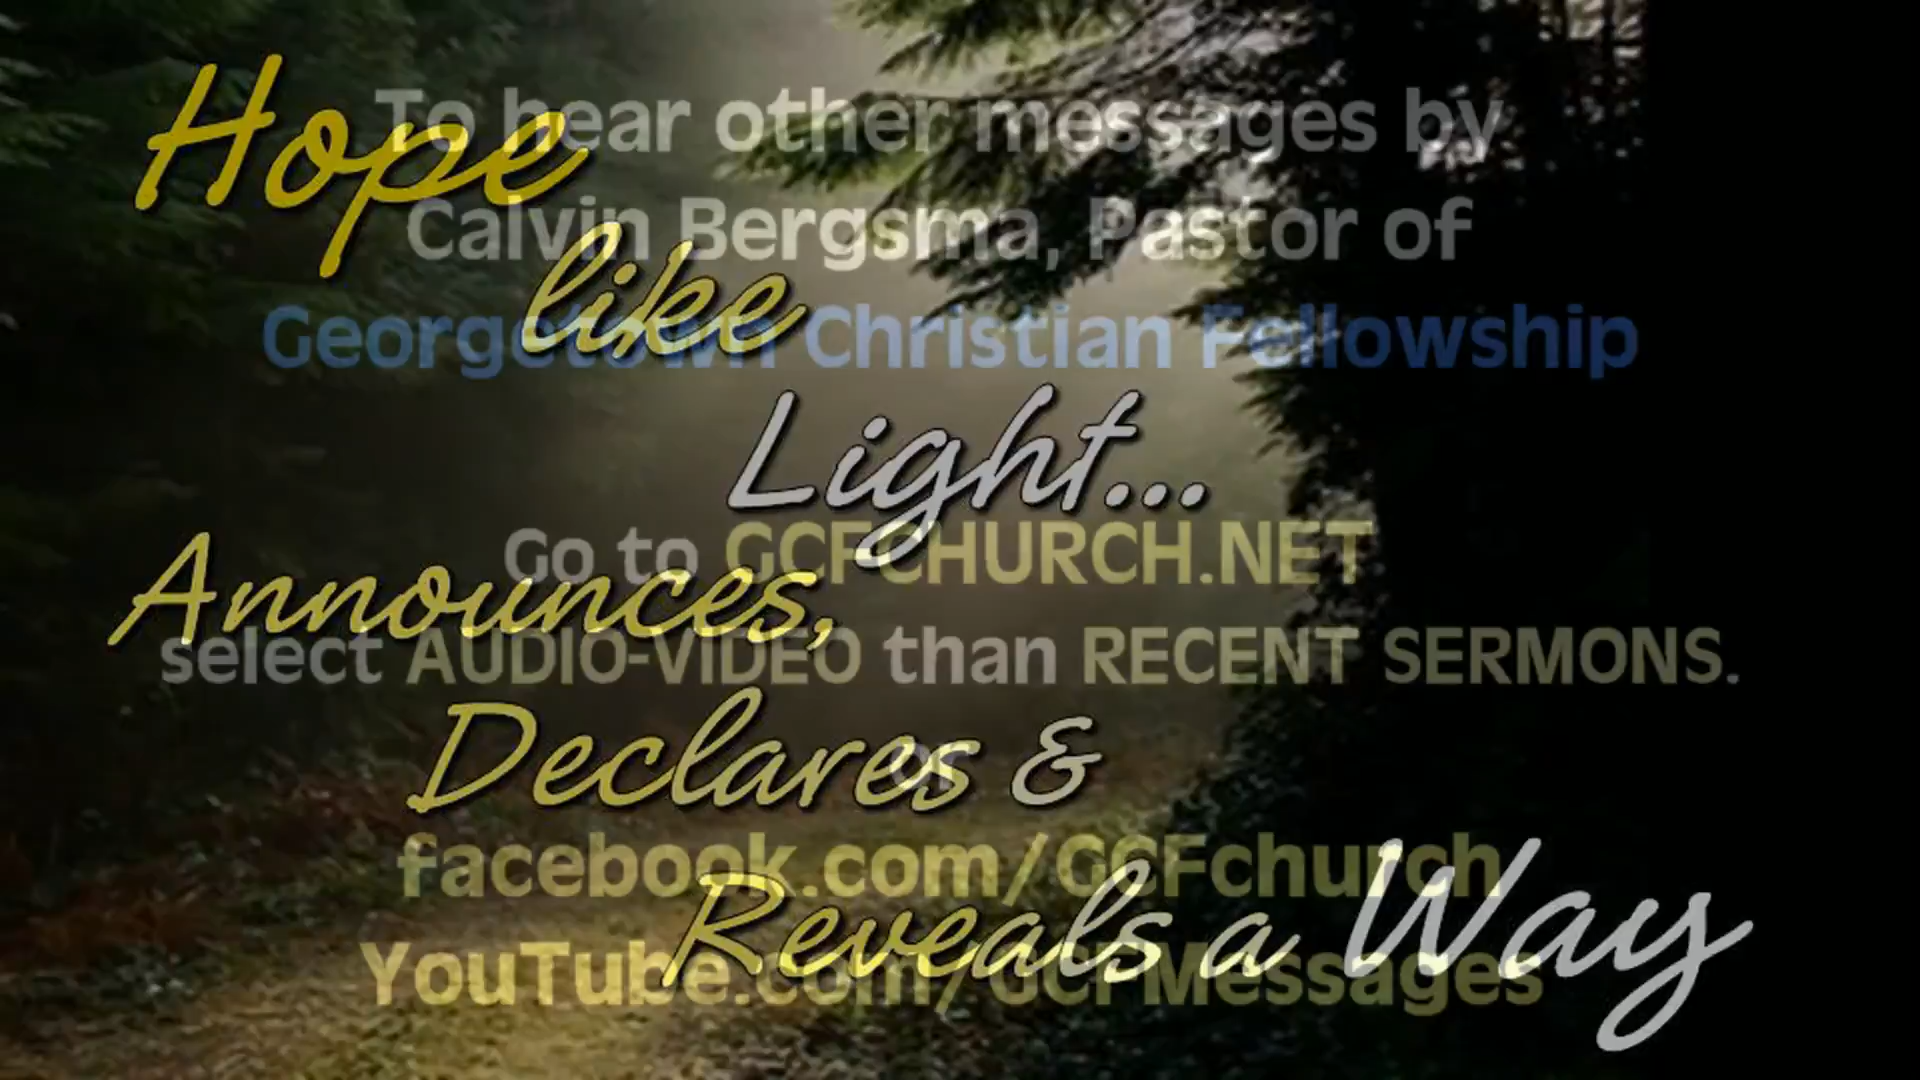 Hope
like
Light...
Announces,
Declares &
Reveals a Way
To hear other messages by
Calvin Bergsma, Pastor of
Georgetown Christian Fellowship
Go to GCFCHURCH.NET
select AUDIO-VIDEO than RECENT SERMONS.
or
facebook.com/GCFchurch
YouTube.com/GCFMessages